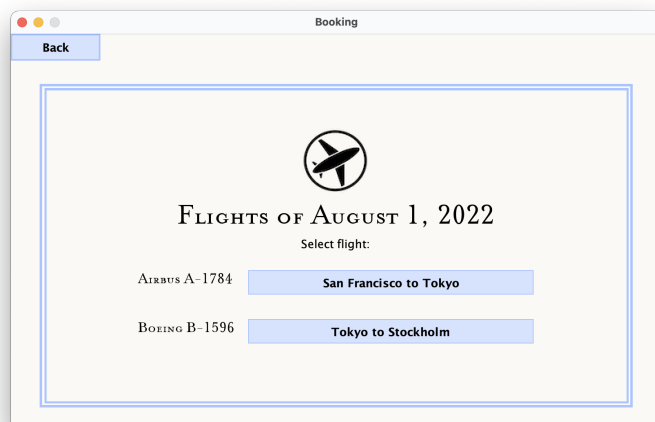 Booking
Back
Flights of August 1, 2022
Select flight:
Airbus A-1784
San Francisco to Tokyo
Boeing B-1596
Tokyo to Stockholm